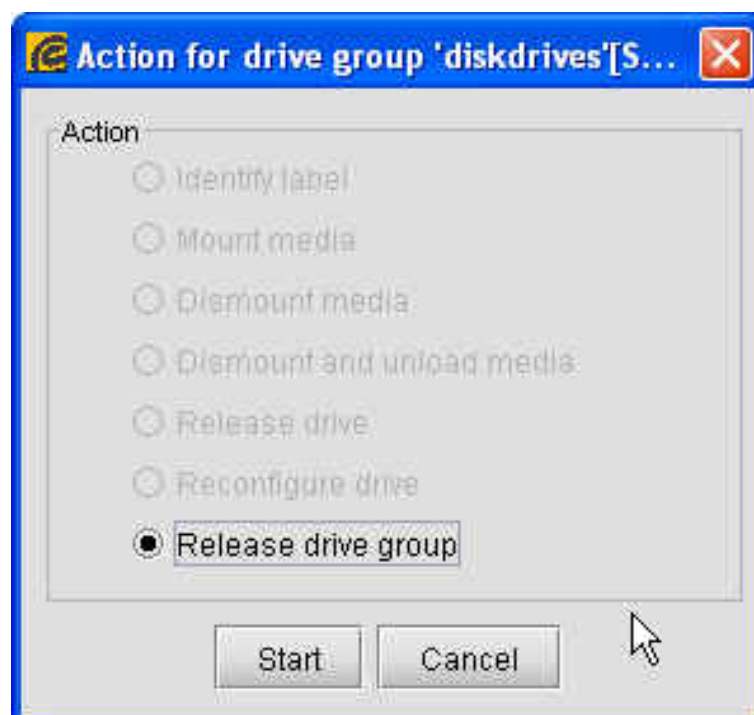 Action for drive group 'diskdrives'[S...
Action
Identify label
Mount media
Dismount media
Dismount and unload media
Release drive
Reconfigure drive
Release drive group
Start
Cancel